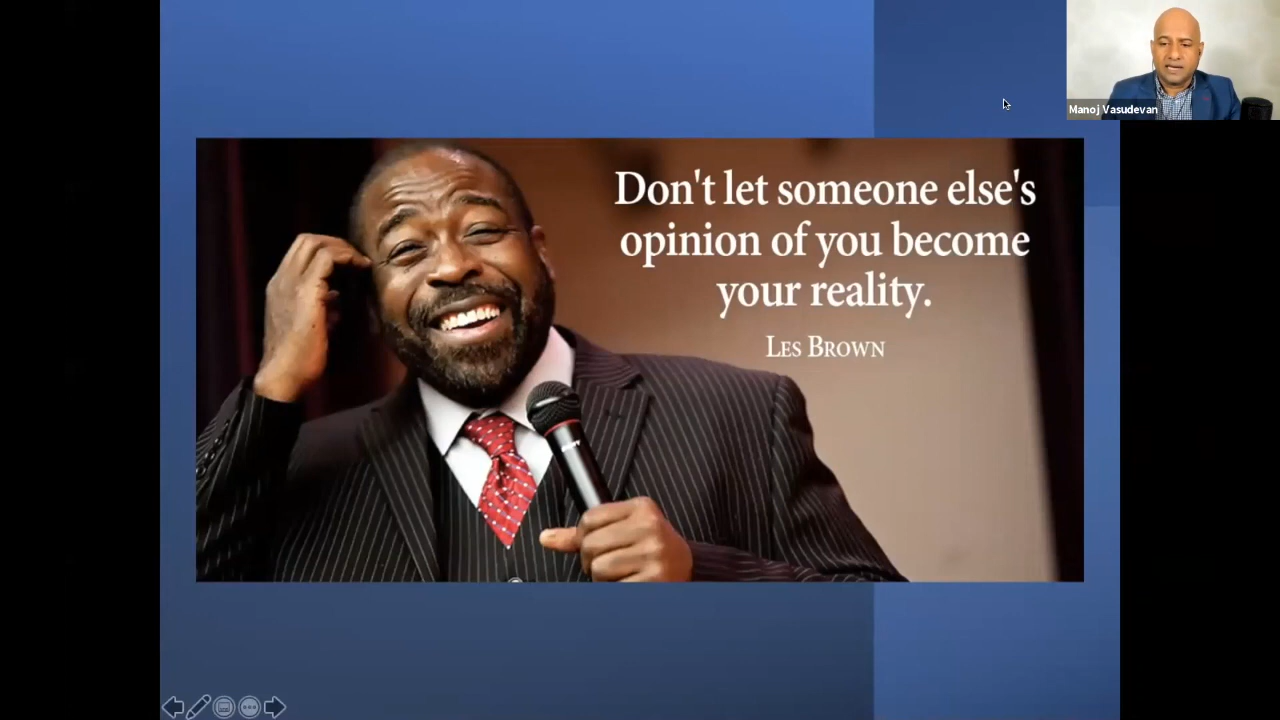 Manoj Vasudevan
Don't let someone else's
opinion of you become
your reality.
LES BROWN